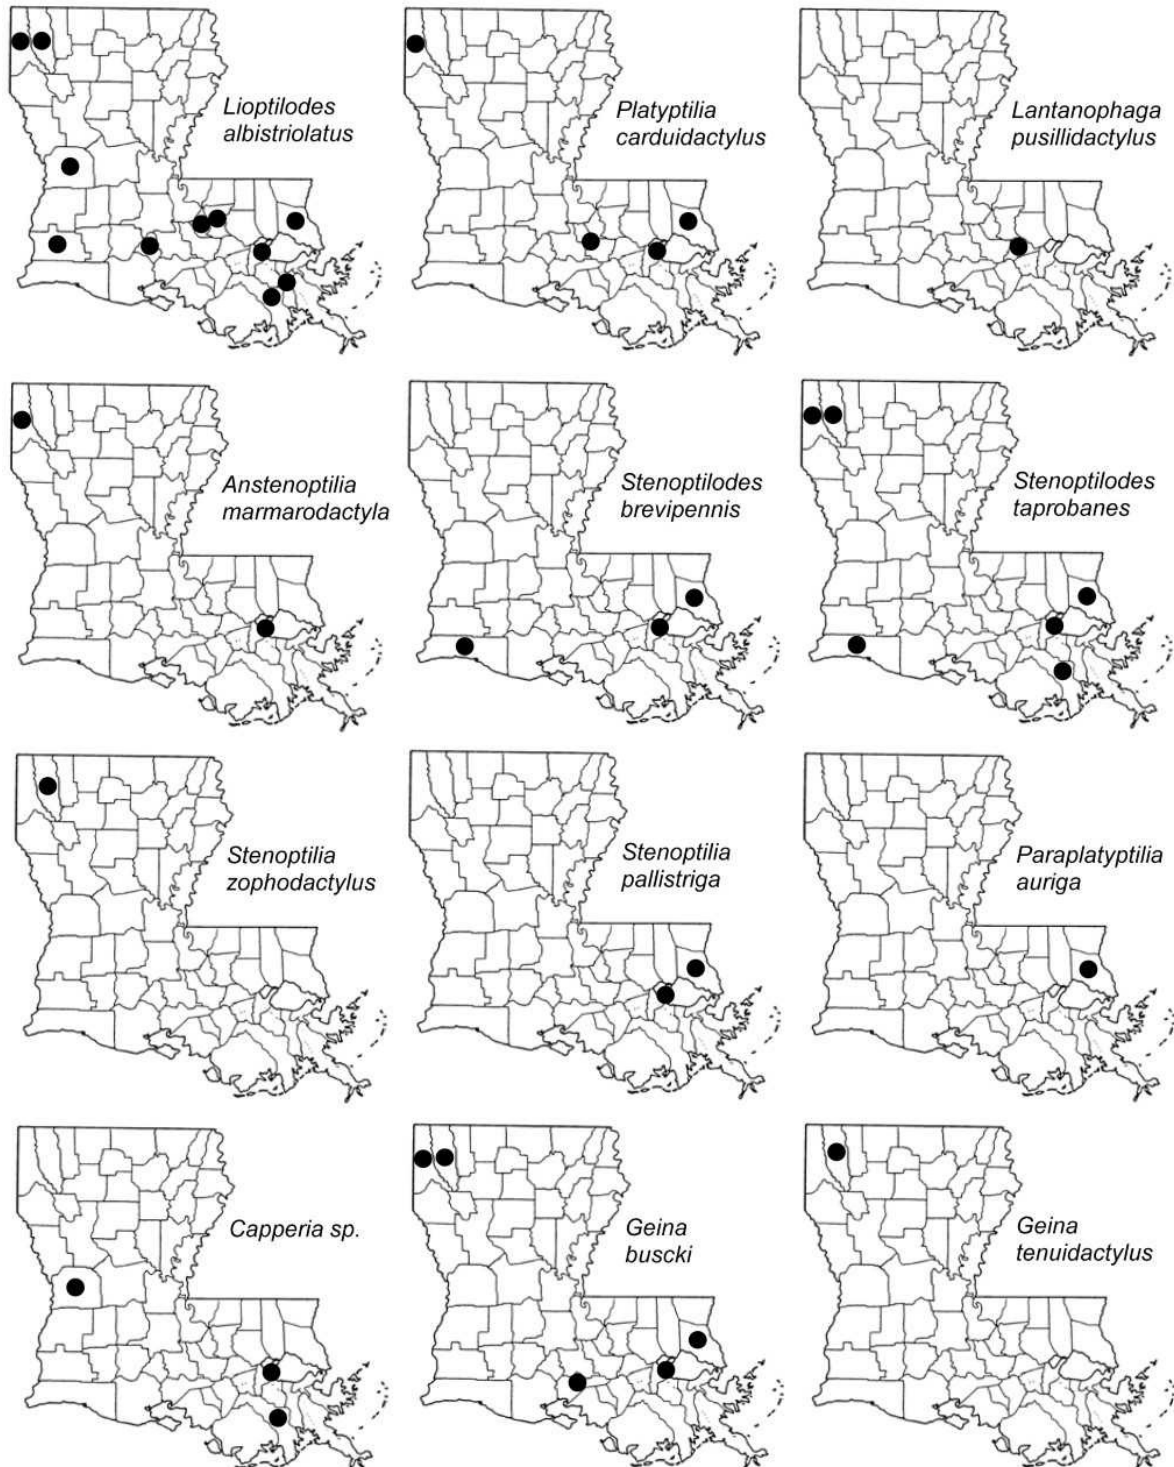 Lioptilodes
albistriolatus
Platyptilia
carduidactylus
Lantanophaga
pusillidactylus
Anstenoptilia
marmarodactyla
Stenoptilodes
brevipennis
Stenoptilodes
taprobanes
Stenoptilia
zophodactylus
Stenoptilia
pallistriga
Paraplatyptilia
auriga
Capperia sp.
Geina
buscki
Geina
tenuidactylus